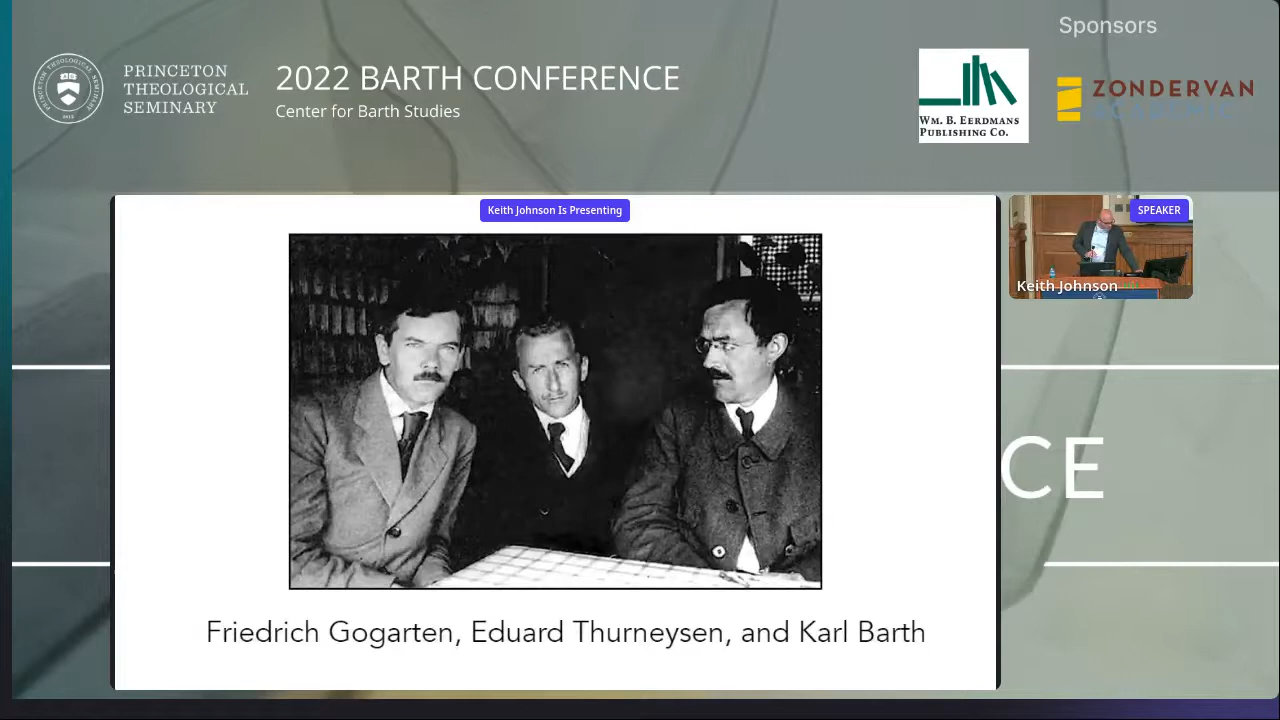 Sponsors
PRINCETON
THEOLOGICAL
SEMINARY
2022 BARTH CONFERENCE
Center for Barth Studies
WM. B. EERDMANS
PUBLISHING CO.
ZONDERVAN
ACADEMIC
Keith Johnson Is Presenting
SPEAKER
Keith Johnson
CE
Friedrich Gogarten, Eduard Thurneysen, and Karl Barth